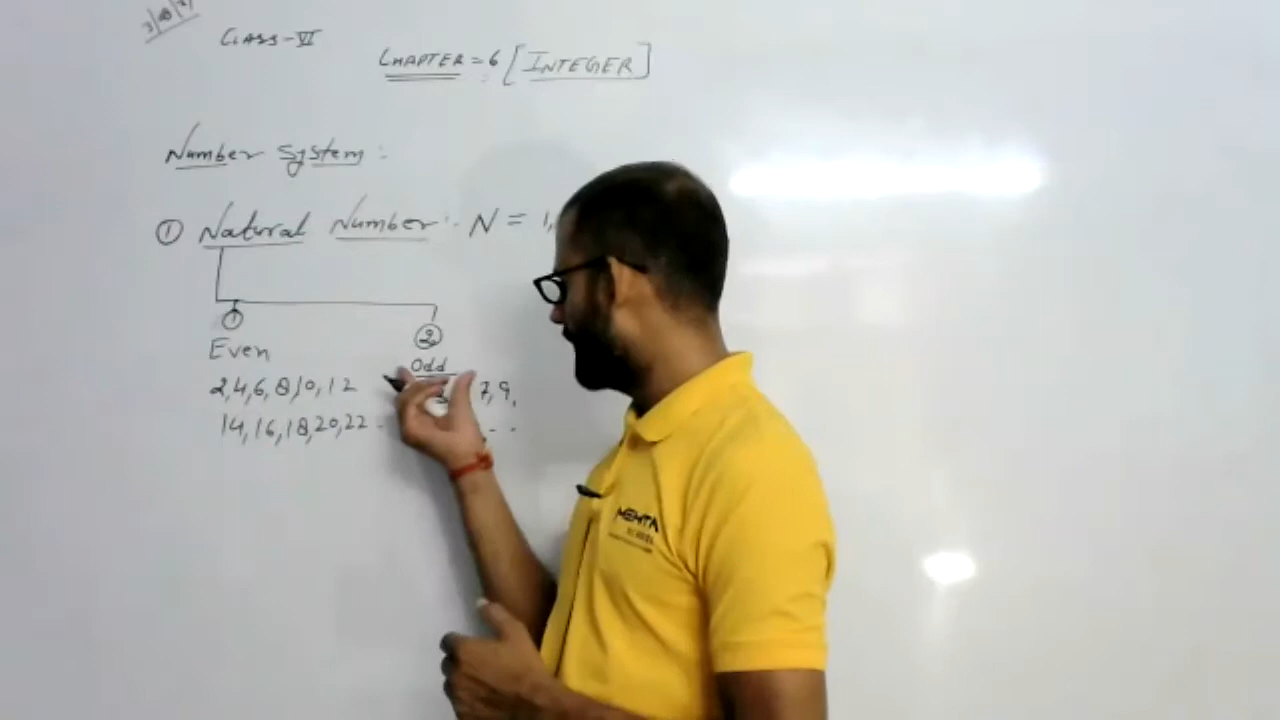 CLASS-VI
CHAPTER = 6 [INTEGER]
Number System :
① Natural Number : N = 1,
① ②
Even Odd
2,4,6,8,10,12 7,9,
14,16,18,20,22 - - -
MEHTA